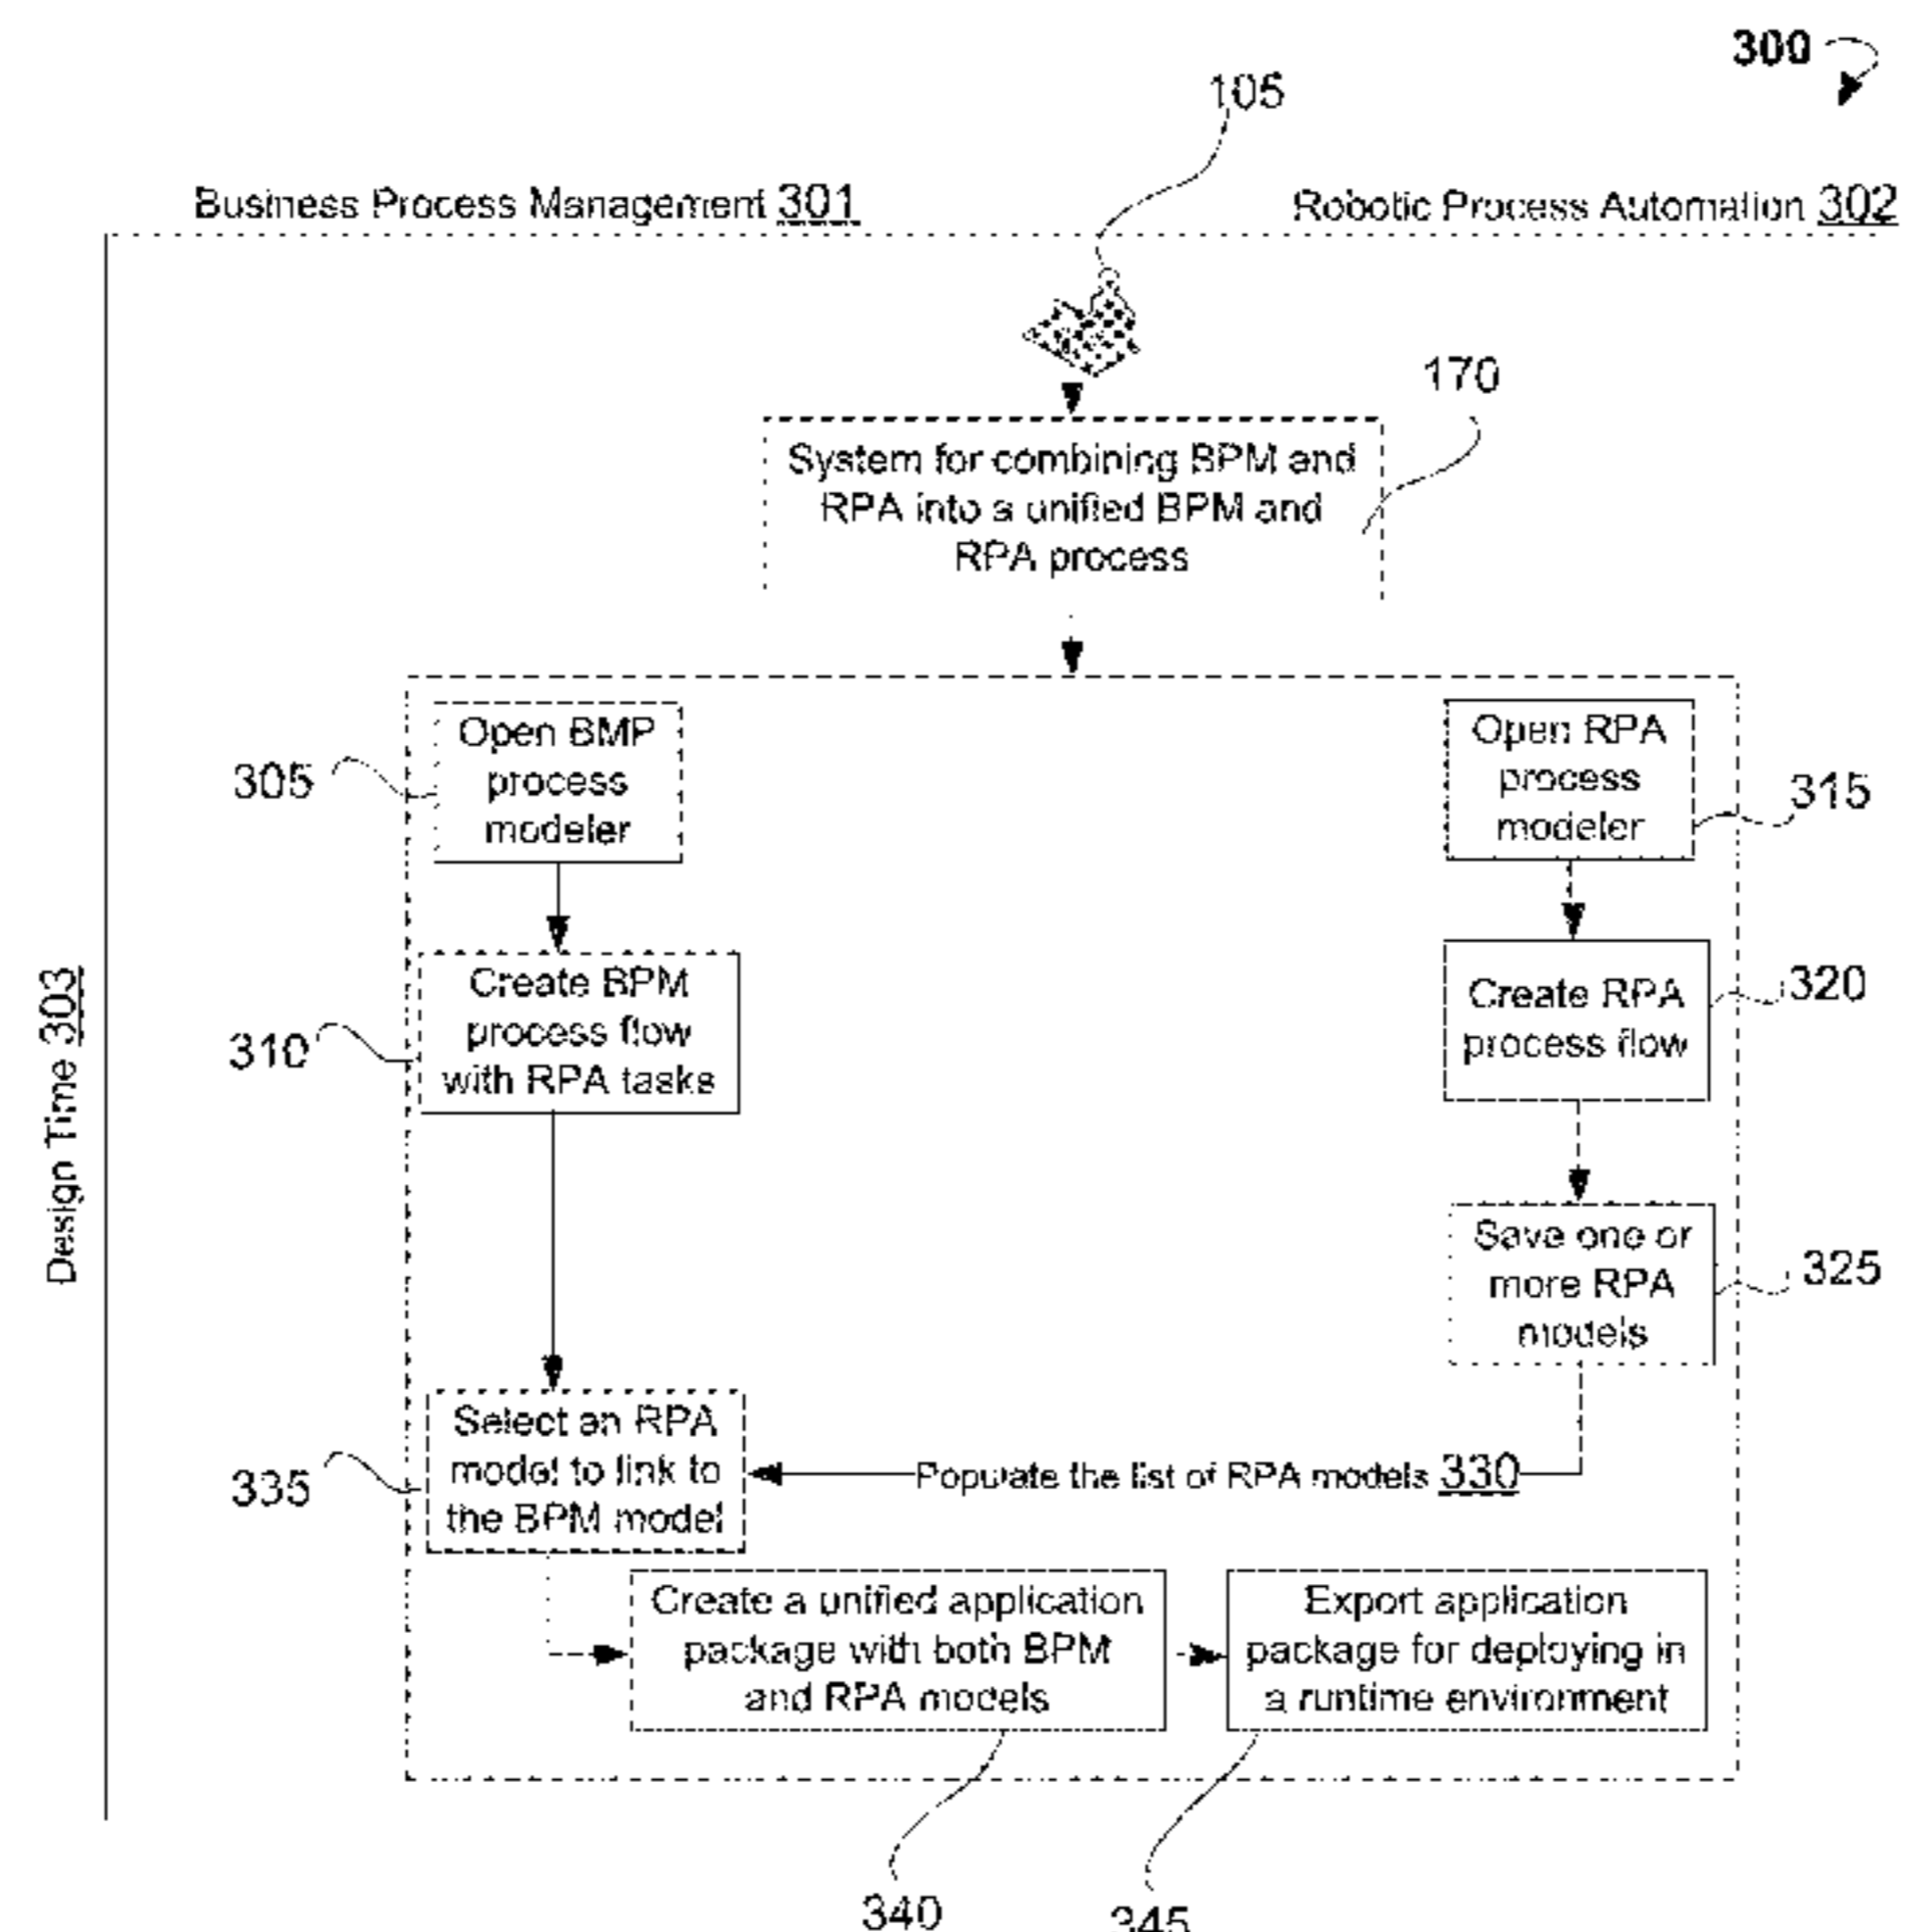 300
105
Business Process Management 301
Robotic Process Automation 302
170
System for combining BPM and
RPA into a unified BPM and
RPA process
Open BMP
process
modeler
305
Open RPA
process
modeler
315
Create BPM
process flow
with RPA tasks
310
Create RPA
process flow
320
Design Time 303
Save one or
more RPA
models
325
Select an RPA
model to link to
the BPM model
335
Populate the list of RPA models 330
Create a unified application
package with both BPM
and RPA models
Export application
package for deploying in
a runtime environment
340
345